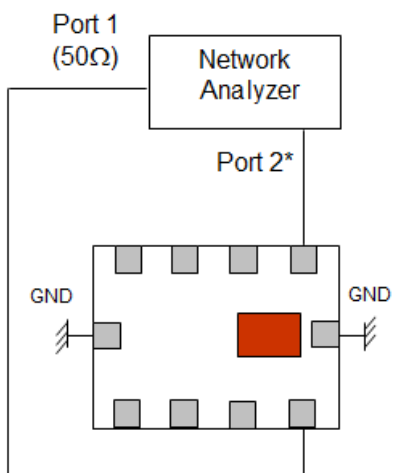 Port 1
(50Ω)
Network
Analyzer
Port 2*
GND
GND